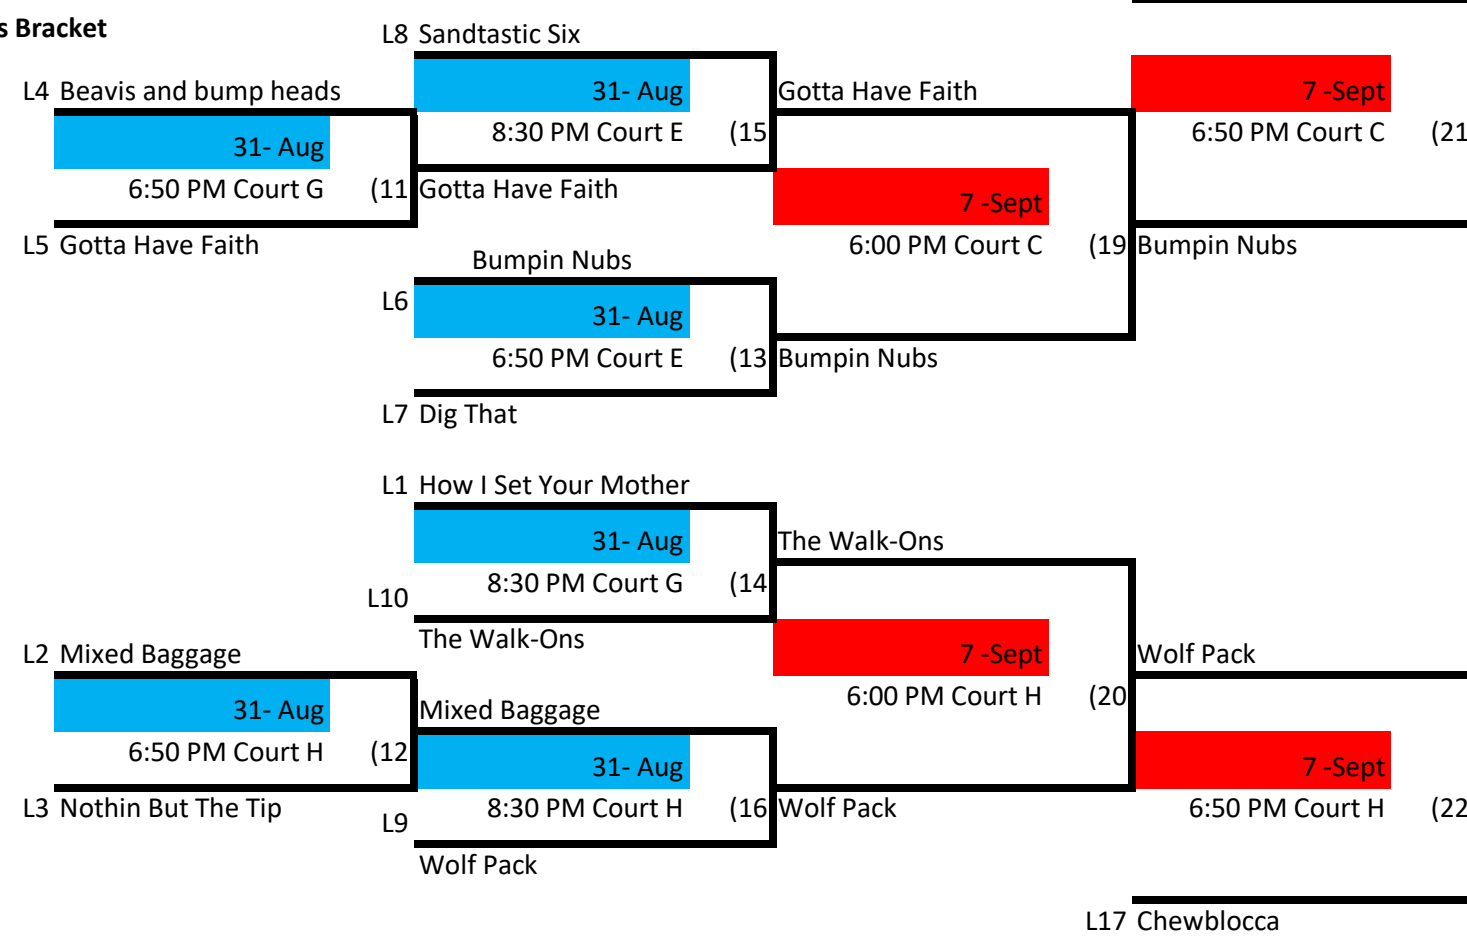 s Bracket
L8 Sandtastic Six
L4 Beavis and bump heads
31- Aug
Gotta Have Faith
7 -Sept
8:30 PM Court E (15
6:50 PM Court C (21
31- Aug
6:50 PM Court G (11
Gotta Have Faith
7 -Sept
L5 Gotta Have Faith
6:00 PM Court C (19
Bumpin Nubs
Bumpin Nubs
L6
31- Aug
6:50 PM Court E (13
Bumpin Nubs
L7 Dig That
L1 How I Set Your Mother
31- Aug
The Walk-Ons
8:30 PM Court G (14
L10
The Walk-Ons
L2 Mixed Baggage
7 -Sept
Wolf Pack
6:00 PM Court H (20
31- Aug
Mixed Baggage
6:50 PM Court H (12
31- Aug
7 -Sept
L3 Nothin But The Tip
8:30 PM Court H (16
Wolf Pack
6:50 PM Court H (22
L9
Wolf Pack
L17 Chewblocca